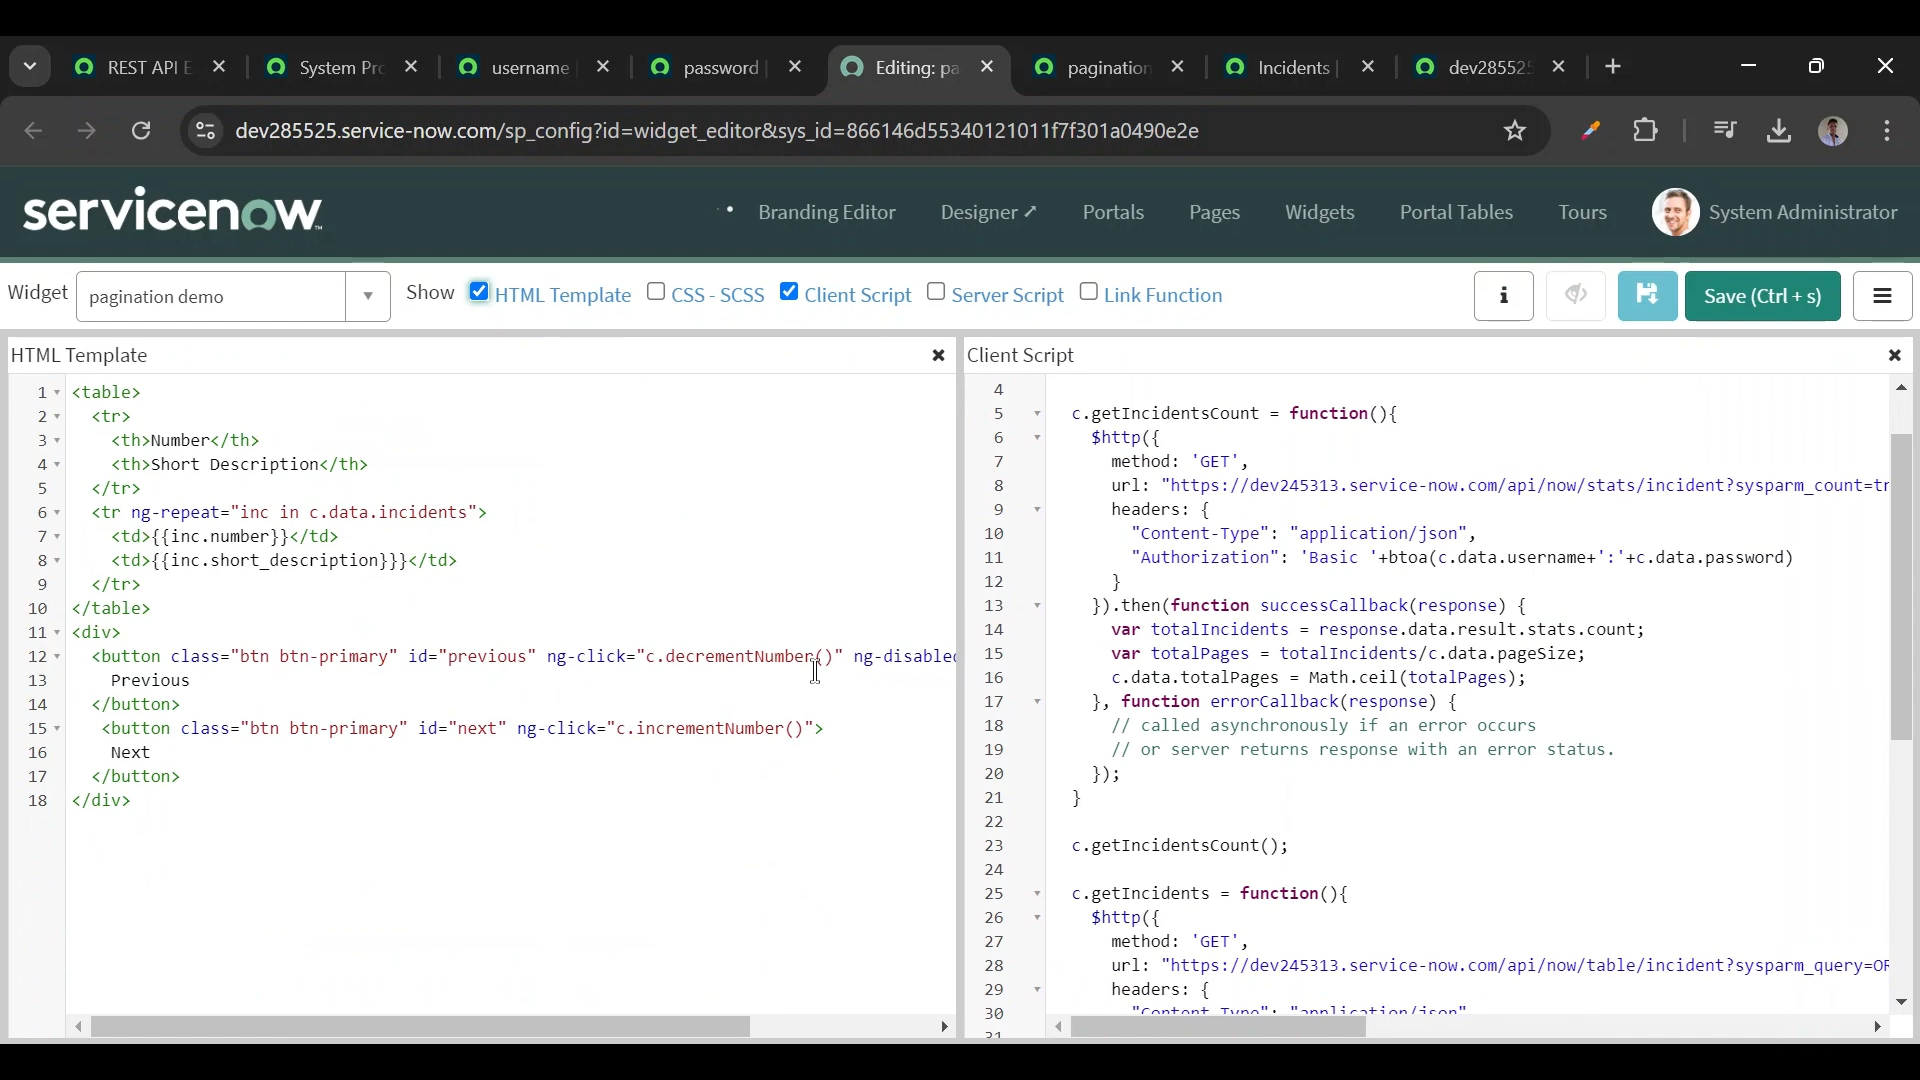 REST API E
System Pro
username
password
Editing: pa
pagination
Incidents
dev285525
dev285525.service-now.com/sp_config?id=widget_editor&sys_id=866146d55340121011f7f301a0490e2e
servicenow
Branding Editor
Designer
Portals
Pages
Widgets
Portal Tables
Tours
System Administrator
Widget
pagination demo
Show
HTML Template
CSS - SCSS
Client Script
Server Script
Link Function
i
Save (Ctrl + s)
HTML Template
1 <table>
2 <tr>
3 <th>Number</th>
4 <th>Short Description</th>
5 </tr>
6 <tr ng-repeat="inc in c.data.incidents">
7 <td>{{inc.number}}</td>
8 <td>{{inc.short_description}}}</td>
9 </tr>
10 </table>
11 <div>
12 <button class="btn btn-primary" id="previous" ng-click="c.decrementNumber()" ng-disabled
13 Previous
14 </button>
15 <button class="btn btn-primary" id="next" ng-click="c.incrementNumber()">
16 Next
17 </button>
18 </div>
Client Script
4
5 c.getIncidentsCount = function(){
6 $http({
7 method: 'GET',
8 url: "https://dev245313.service-now.com/api/now/stats/incident?sysparm_count=tr
9 headers: {
10 "Content-Type": "application/json",
11 "Authorization": 'Basic '+btoa(c.data.username+':'+c.data.password)
12 }
13 }).then(function successCallback(response) {
14 var totalIncidents = response.data.result.stats.count;
15 var totalPages = totalIncidents/c.data.pageSize;
16 c.data.totalPages = Math.ceil(totalPages);
17 }, function errorCallback(response) {
18 // called asynchronously if an error occurs
19 // or server returns response with an error status.
20 });
21 }
22
23 c.getIncidentsCount();
24
25 c.getIncidents = function(){
26 $http({
27 method: 'GET',
28 url: "https://dev245313.service-now.com/api/now/table/incident?sysparm_query=OR
29 headers: {
30 "Content-Type": "application/json"
31